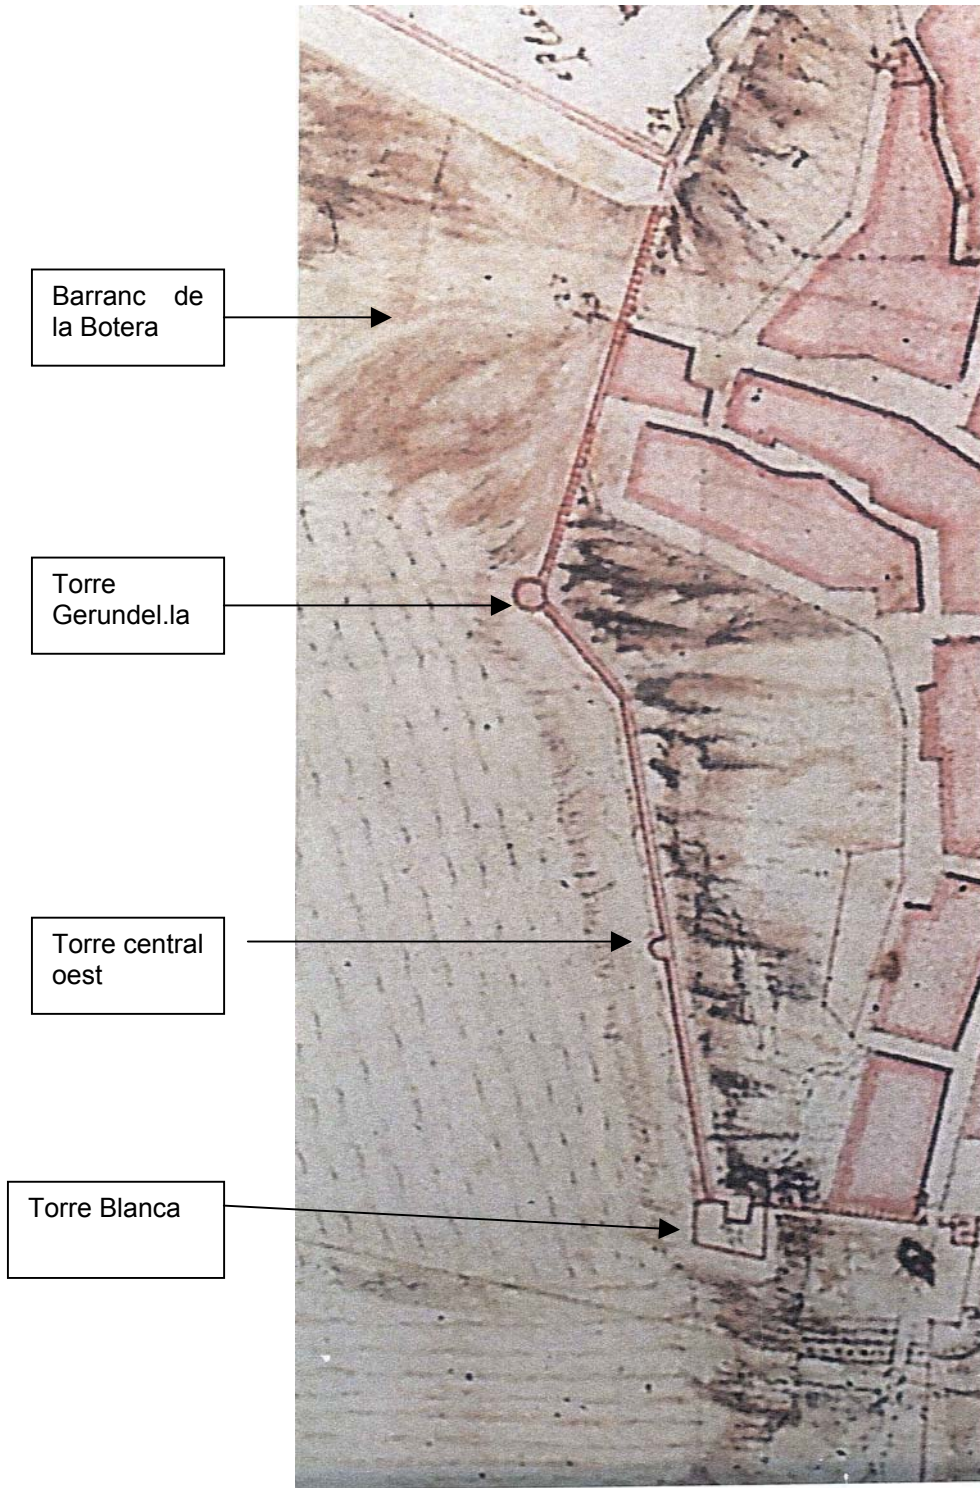 Barranc de
la Botera
Torre
Gerundel.la
Torre central
oest
Torre Blanca